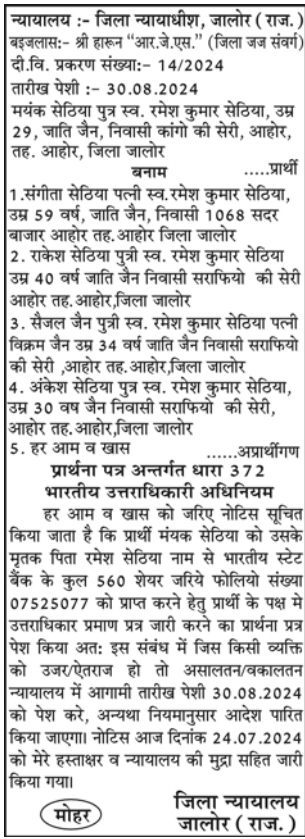 न्यायालय :- जिला न्यायाधीश, जालोर ( राज. )
बइजलास:- श्री हारून “आर.जे.एस.” (जिला जज संवर्ग)
दी.वि. प्रकरण संख्या:- 14/2024
तारीख पेशी :- 30.08.2024
मयंक सेठिया पुत्र स्व. रमेश कुमार सेठिया, उम्र
29, जाति जैन, निवासी कांगो की सेरी, आहोर,
तह. आहोर, जिला जालोर
.....प्रार्थी
बनाम
1.संगीता सेठिया पत्नी स्व.रमेश कुमार सेठिया,
उम्र 59 वर्ष, जाति जैन, निवासी 1068 सदर
बाजार आहोर तह.आहोर जिला जालोर
2. राकेश सेठिया पुत्री स्व. रमेश कुमार सेठिया
उम्र 40 वर्ष जाति जैन निवासी सराफियो की सेरी
आहोर तह.आहोर,जिला जालोर
3. सैजल जैन पुत्री स्व. रमेश कुमार सेठिया पत्नी
विक्रम जैन उम्र 34 वर्ष जाति जैन निवासी सराफियो
की सेरी ,आहोर तह.आहोर,जिला जालोर
4. अंकेश सेठिया पुत्र स्व. रमेश कुमार सेठिया,
उम्र 30 वष जैन निवासी सराफियो की सेरी,
आहोर तह.आहोर,जिला जालोर
5. हर आम व खास ......अप्रार्थीगण
प्रार्थना पत्र अन्तर्गत धारा 372
भारतीय उत्तराधिकारी अधिनियम
हर आम व खास को जरिए नोटिस सूचित
किया जाता है कि प्रार्थी मंयक सेठिया को उसके
मृतक पिता रमेश सेठिया नाम से भारतीय स्टेट
बैंक के कुल 560 शेयर जरिये फोलियो संख्या
07525077 को प्राप्त करने हेतु प्रार्थी के पक्ष मे
उत्तराधिकार प्रमाण प्रत्र जारी करने का प्रार्थना प्रत्र
पेश किया अत: इस संबंध में जिस किसी व्यक्ति
को उजर/ऐतराज हो तो असालतन/वकालतन
न्यायालय में आगामी तारीख पेशी 30.08.2024
को पेश करे, अन्यथा नियमानुसार आदेश पारित
किया जाएगा। नोटिस आज दिनांक 24.07.2024
को मेरे हस्ताक्षर व न्यायालय की मुद्रा सहित जारी
किया गया।
मोहर
जिला न्यायालय
जालोर ( राज. )